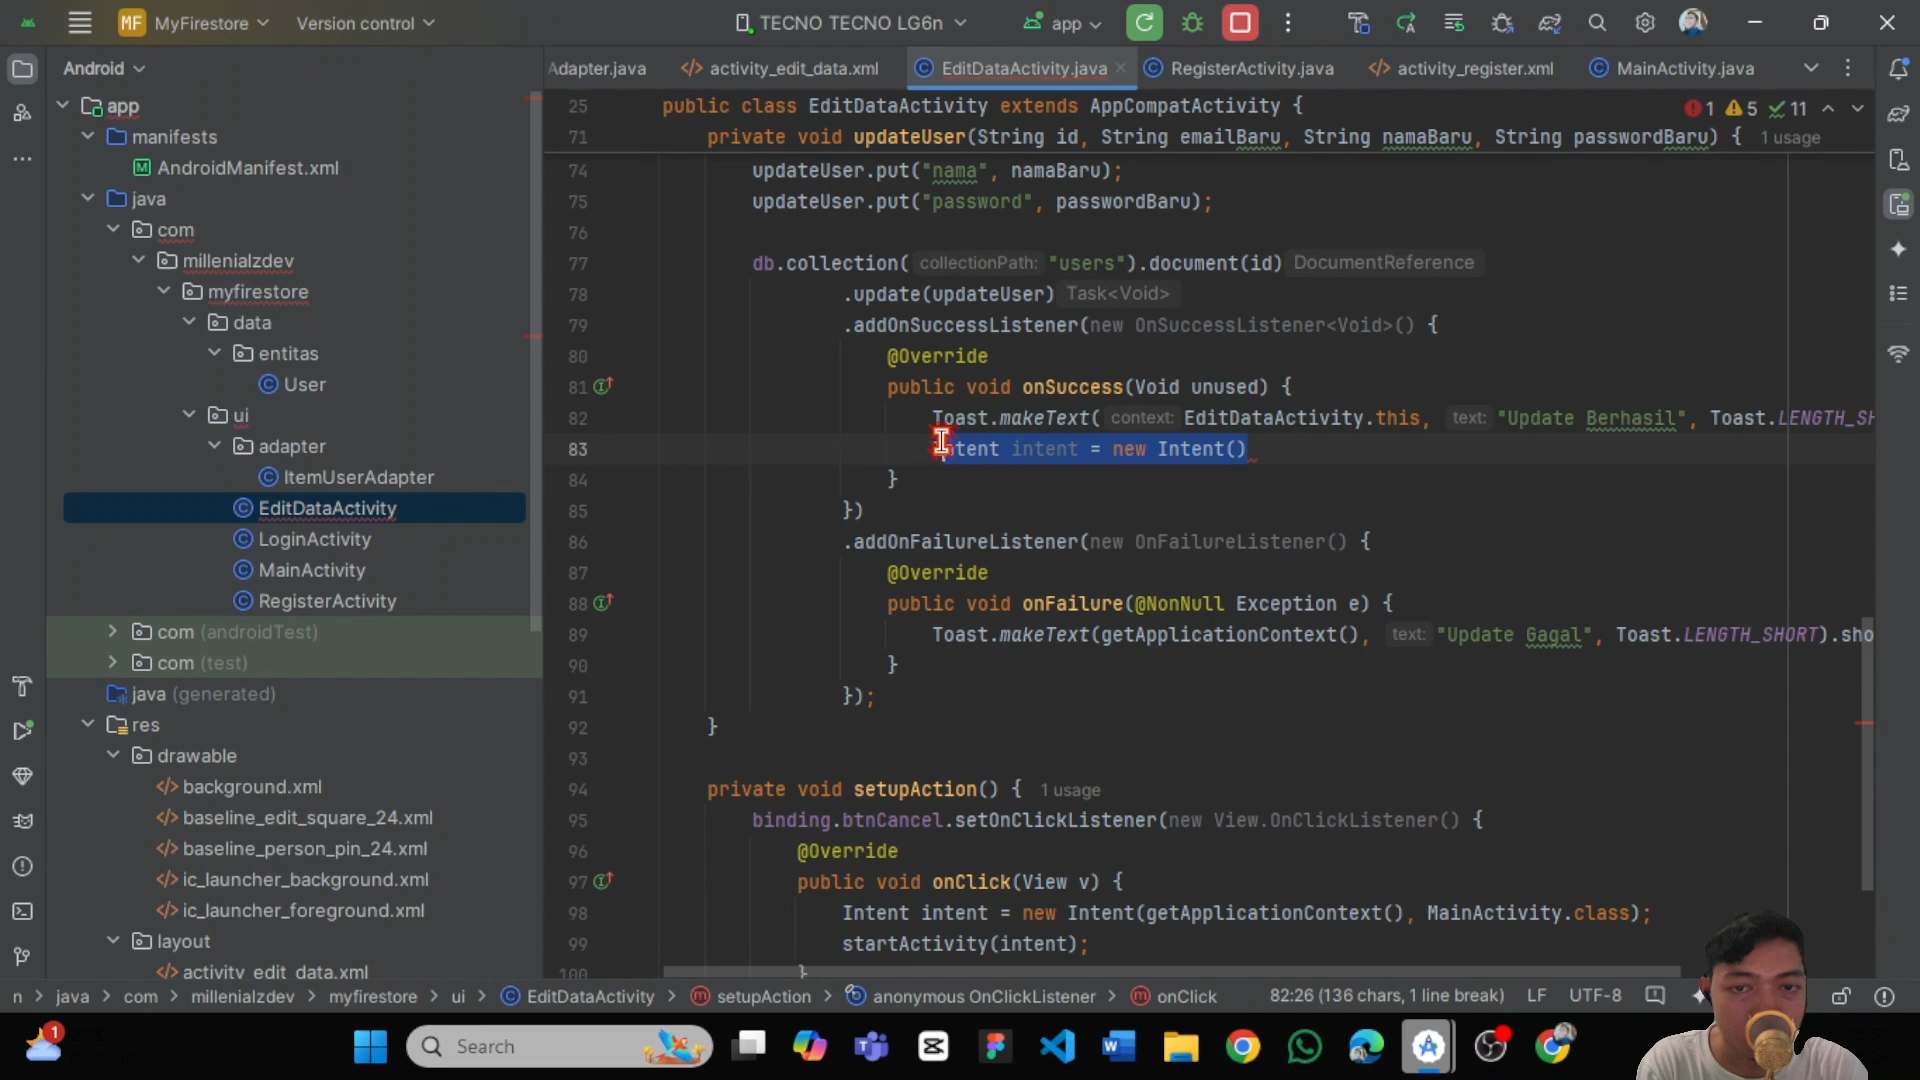 MF MyFirestore Version control TECNO TECNO LG6n app
Android
app
manifests
AndroidManifest.xml
java
com
millenialzdev
myfirestore
data
entitas
User
ui
adapter
ItemUserAdapter
EditDataActivity
LoginActivity
MainActivity
RegisterActivity
com (androidTest)
com (test)
java (generated)
res
drawable
background.xml
baseline_edit_square_24.xml
baseline_person_pin_24.xml
ic_launcher_background.xml
ic_launcher_foreground.xml
layout
activity_edit_data.xml
Adapter.java activity_edit_data.xml EditDataActivity.java RegisterActivity.java activity_register.xml MainActivity.java
25 public class EditDataActivity extends AppCompatActivity { 1 5 11
71 private void updateUser(String id, String emailBaru, String namaBaru, String passwordBaru) { 1 usage
74 updateUser.put("nama", namaBaru);
75 updateUser.put("password", passwordBaru);
76
77 db.collection( collectionPath: "users").document(id) DocumentReference
78 .update(updateUser) Task<Void>
79 .addOnSuccessListener(new OnSuccessListener<Void>() {
80 @Override
81 public void onSuccess(Void unused) {
82 Toast.makeText( context: EditDataActivity.this, text: "Update Berhasil", Toast.LENGTH_SH
83 Intent intent = new Intent()
84 }
85 })
86 .addOnFailureListener(new OnFailureListener() {
87 @Override
88 public void onFailure(@NonNull Exception e) {
89 Toast.makeText(getApplicationContext(), text: "Update Gagal", Toast.LENGTH_SHORT).sho
90 }
91 });
92 }
93
94 private void setupAction() { 1 usage
95 binding.btnCancel.setOnClickListener(new View.OnClickListener() {
96 @Override
97 public void onClick(View v) {
98 Intent intent = new Intent(getApplicationContext(), MainActivity.class);
99 startActivity(intent);
100 }
n > java > com > millenialzdev > myfirestore > ui > EditDataActivity > setupAction > anonymous OnClickListener > onClick 82:26 (136 chars, 1 line break) LF UTF-8
1 Search